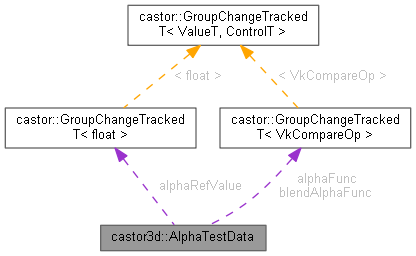 castor::GroupChangeTracked
T< ValueT, ControlT >
< float >
< VkCompareOp >
castor::GroupChangeTracked
T< float >
castor::GroupChangeTracked
T< VkCompareOp >
alphaRefValue
alphaFunc
blendAlphaFunc
castor3d::AlphaTestData